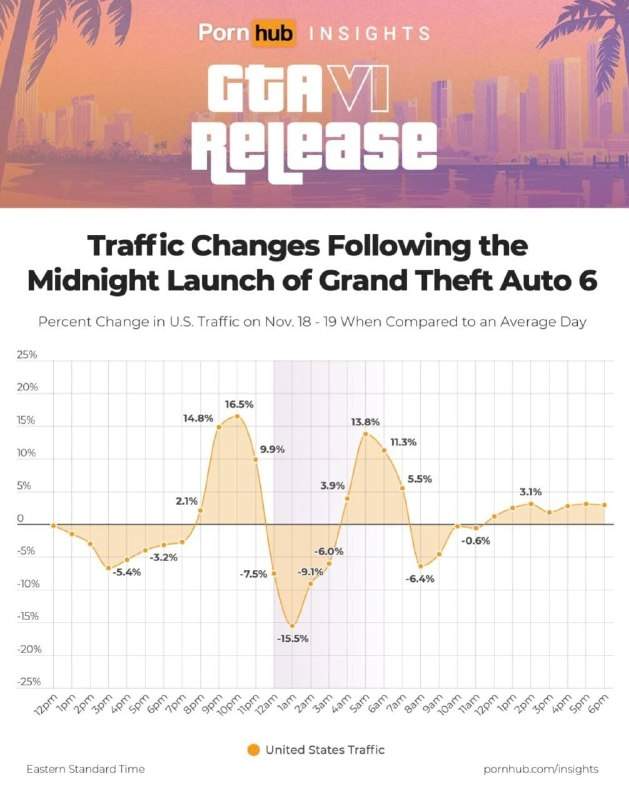 Porn hub INSIGHTS
GTA VI
RELEASE
Traffic Changes Following the
Midnight Launch of Grand Theft Auto 6
Percent Change in U.S. Traffic on Nov. 18 - 19 When Compared to an Average Day
25%
20%
15%
10%
5%
0
-5%
-10%
-15%
-20%
-25%
-5.4%
-3.2%
2.1%
14.8%
16.5%
9.9%
-7.5%
-15.5%
-9.1%
-6.0%
3.9%
13.8%
11.3%
5.5%
-6.4%
-0.6%
3.1%
12pm 1pm 2pm 3pm 4pm 5pm 6pm 7pm 8pm 9pm 10pm 11pm 12am 1am 2am 3am 4am 5am 6am 7am 8am 9am 10am 11am 12pm 1pm 2pm 3pm 4pm 5pm 6pm
United States Traffic
Eastern Standard Time
pornhub.com/insights